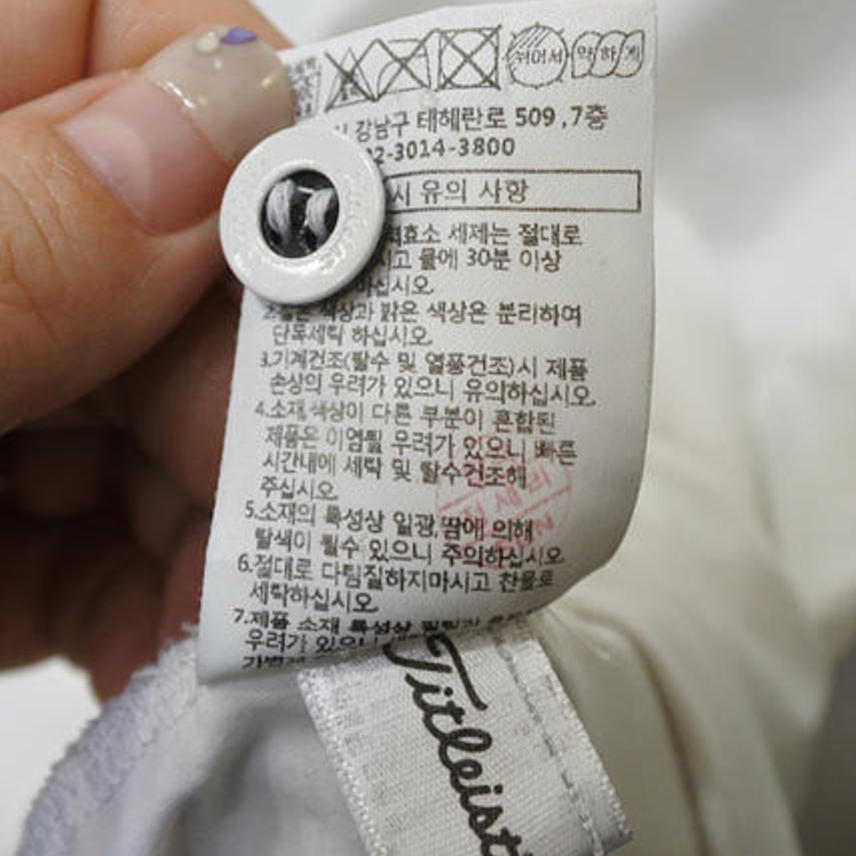 뉘어서 약하게
강남구 테헤란로 509,7층
02-3014-3800
시 유의 사항
효소 세제는 절대로
시고 물에 30분 이상
마십시오.
색상과 밝은 색상은 분리하여
단독세탁 하십시오.
3.기계건조(탈수 및 열풍건조)시 제품
손상의 우려가 있으니 유의하십시오.
4.소재,색상이 다른 부분이 혼합된
제품은 이염될 우려가 있으니 빠른
시간내에 세탁 및 탈수건조해
주십시오.
5.소재의 특성상 일광,땀에 의해
탈색이 될수 있으니 주의하십시오.
6.절대로 다림질하지마시고 찬물로
세탁하십시오.
7.제품 소재 특성상 필링과
우려가 있으니
Titleist